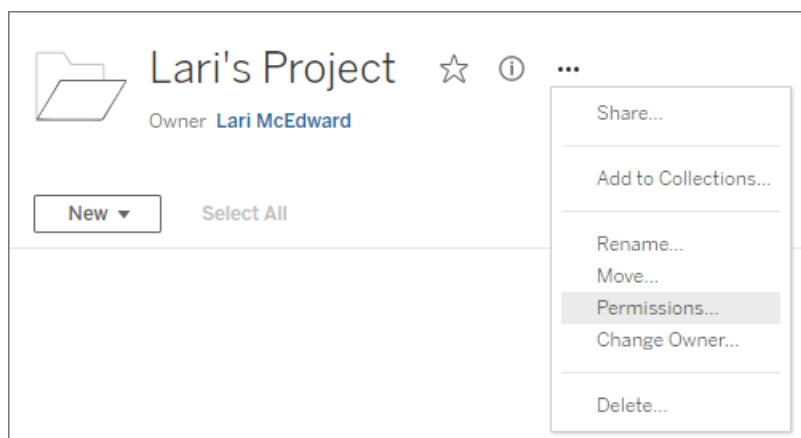 Lari's Project
Owner Lari McEdward
New
Select All
Share...
Add to Collections...
Rename...
Move...
Permissions...
Change Owner...
Delete...